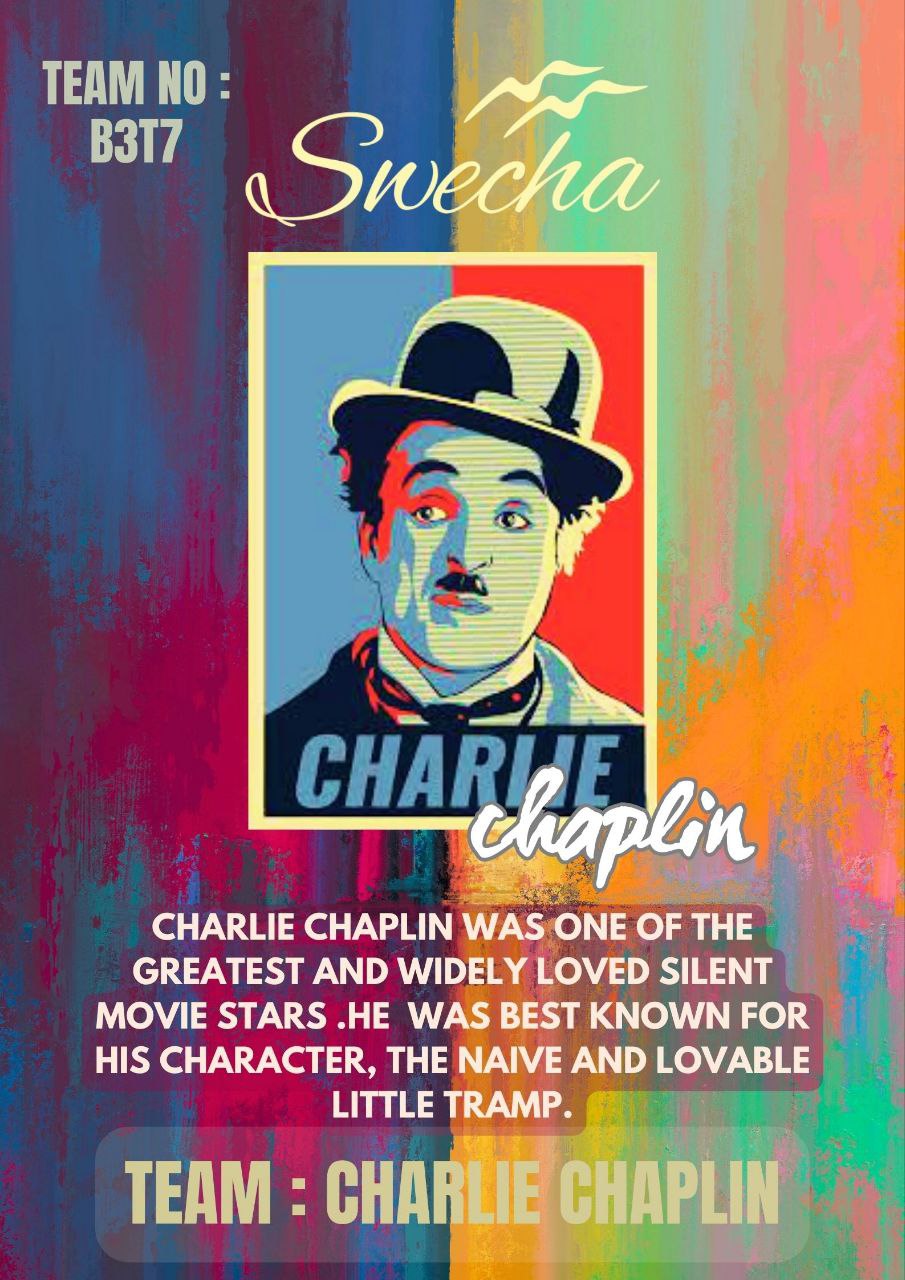 TEAM NO :
B3T7
Swecha
CHARLIE
chaplin
CHARLIE CHAPLIN WAS ONE OF THE
GREATEST AND WIDELY LOVED SILENT
MOVIE STARS .HE  WAS BEST KNOWN FOR
HIS CHARACTER, THE NAIVE AND LOVABLE
LITTLE TRAMP.
TEAM : CHARLIE CHAPLIN